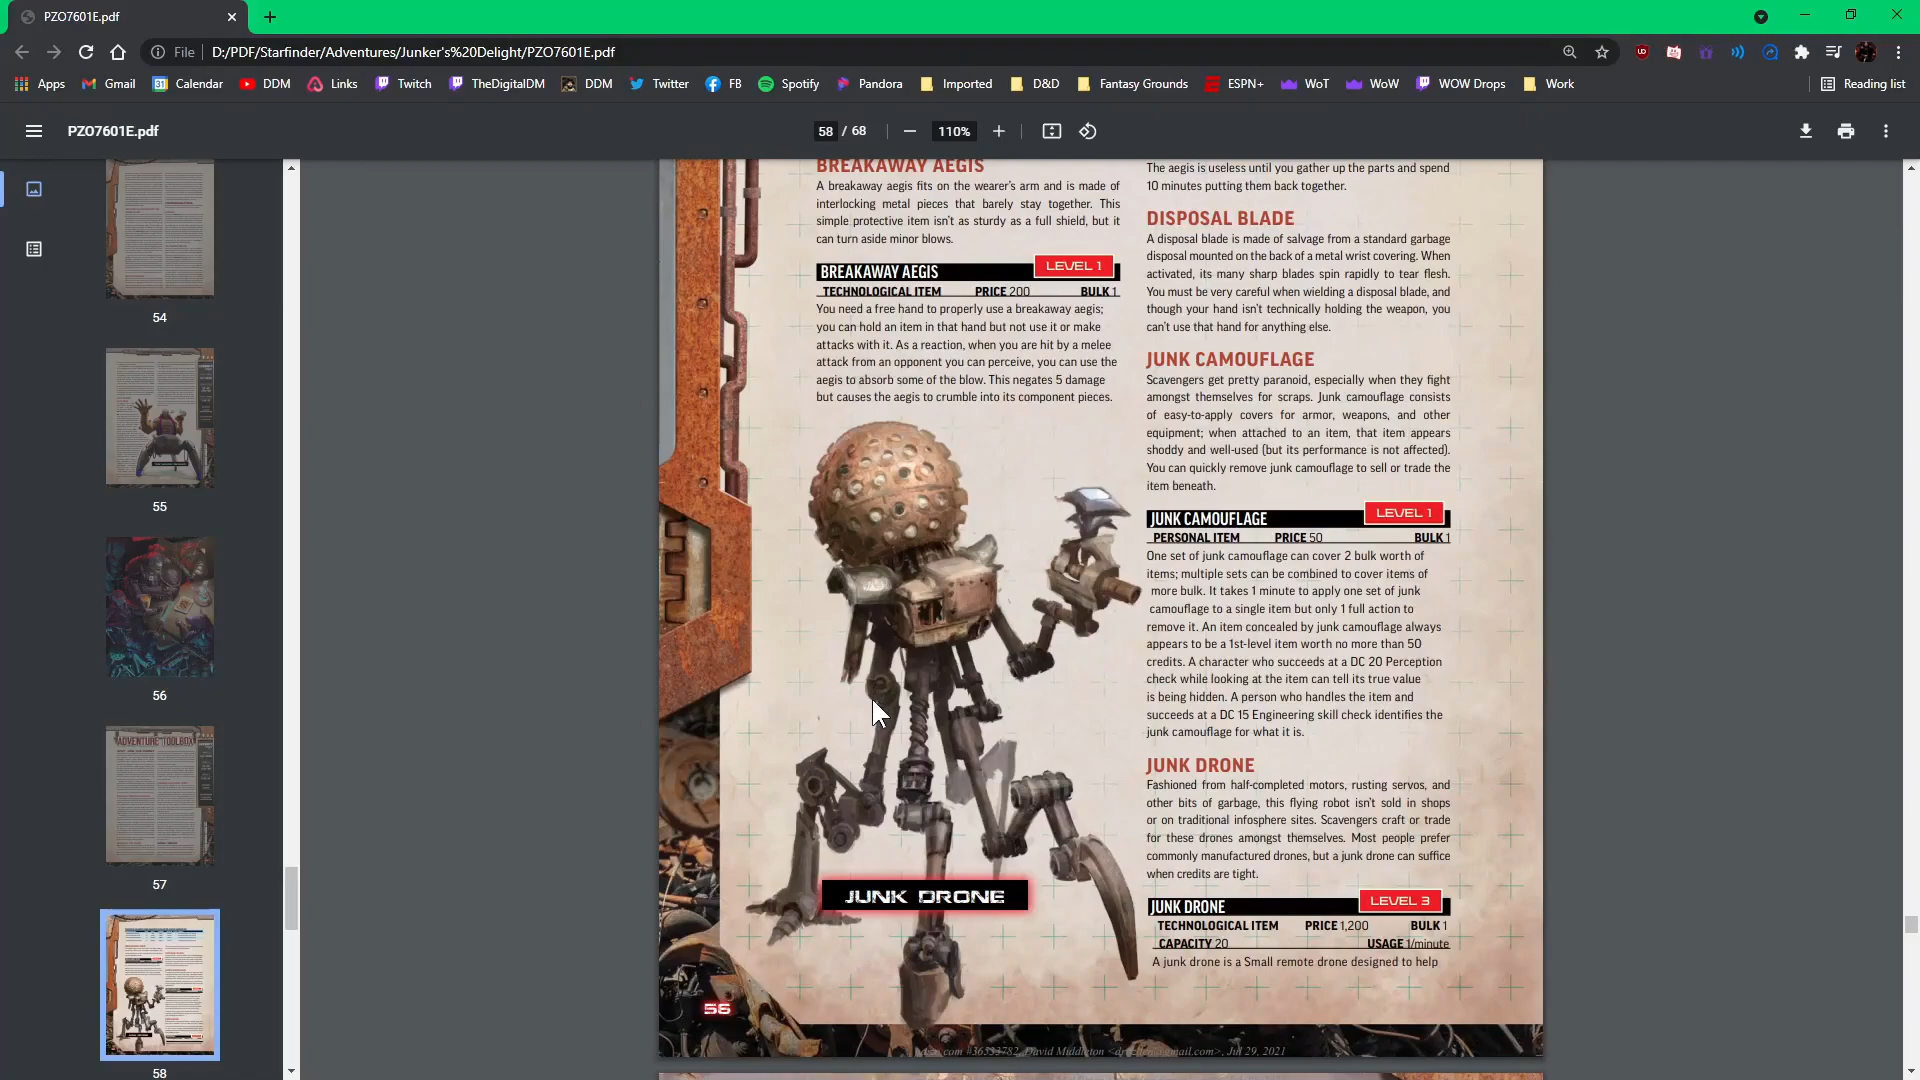 PZO7601E.pdf
File
D:/PDF/Starfinder/Adventures/Junker's%20Delight/PZO7601E.pdf
Apps
Gmail
Calendar
DDM
Links
Twitch
TheDigitalDM
DDM
Twitter
FB
Spotify
Pandora
Imported
D&D
Fantasy Grounds
ESPN+
WoT
WoW
WOW Drops
Work
Reading list
PZO7601E.pdf
58 / 68
110%
54
55
56
ADVENTURE TOOLBOX
57
58
BREAKAWAY AEGIS
A breakaway aegis fits on the wearer's arm and is made of
interlocking metal pieces that barely stay together. This
simple protective item isn't as sturdy as a full shield, but it
can turn aside minor blows.
BREAKAWAY AEGIS
LEVEL 1
TECHNOLOGICAL ITEM PRICE 200 BULK 1
You need a free hand to properly use a breakaway aegis;
you can hold an item in that hand but not use it or make
attacks with it. As a reaction, when you are hit by a melee
attack from an opponent you can perceive, you can use the
aegis to absorb some of the blow. This negates 5 damage
but causes the aegis to crumble into its component pieces.
JUNK DRONE
56
The aegis is useless until you gather up the parts and spend
10 minutes putting them back together.
DISPOSAL BLADE
A disposal blade is made of salvage from a standard garbage
disposal mounted on the back of a metal wrist covering. When
activated, its many sharp blades spin rapidly to tear flesh.
You must be very careful when wielding a disposal blade, and
though your hand isn't technically holding the weapon, you
can't use that hand for anything else.
JUNK CAMOUFLAGE
Scavengers get pretty paranoid, especially when they fight
amongst themselves for scraps. Junk camouflage consists
of easy-to-apply covers for armor, weapons, and other
equipment; when attached to an item, that item appears
shoddy and well-used (but its performance is not affected).
You can quickly remove junk camouflage to sell or trade the
item beneath.
JUNK CAMOUFLAGE
LEVEL 1
PERSONAL ITEM PRICE 50 BULK 1
One set of junk camouflage can cover 2 bulk worth of
items; multiple sets can be combined to cover items of
more bulk. It takes 1 minute to apply one set of junk
camouflage to a single item but only 1 full action to
remove it. An item concealed by junk camouflage always
appears to be a 1st-level item worth no more than 50
credits. A character who succeeds at a DC 20 Perception
check while looking at the item can tell its true value
is being hidden. A person who handles the item and
succeeds at a DC 15 Engineering skill check identifies the
junk camouflage for what it is.
JUNK DRONE
Fashioned from half-completed motors, rusting servos, and
other bits of garbage, this flying robot isn't sold in shops
or on traditional infosphere sites. Scavengers craft or trade
for these drones amongst themselves. Most people prefer
commonly manufactured drones, but a junk drone can suffice
when credits are tight.
JUNK DRONE
LEVEL 3
TECHNOLOGICAL ITEM PRICE 1,200 BULK 1
CAPACITY 20 USAGE 1/minute
A junk drone is a Small remote drone designed to help
#36533782, David Middleton
Jul 29, 2021